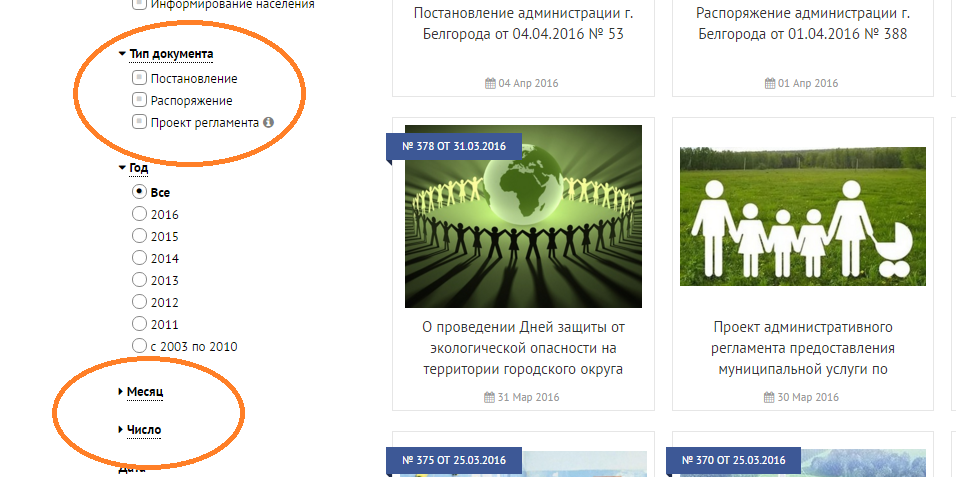 Информирование населения
Тип документа
Постановление
Распоряжение
Проект регламента
Год
Все
2016
2015
2014
2013
2012
2011
с 2003 по 2010
Месяц
Число
Дата
Постановление администрации г.
Белгорода от 04.04.2016 № 53
04 Апр 2016
Распоряжение администрации г.
Белгорода от 01.04.2016 № 388
01 Апр 2016
№ 378 ОТ 31.03.2016
О проведении Дней защиты от
экологической опасности на
территории городского округа
31 Мар 2016
Проект административного
регламента предоставления
муниципальной услуги по
30 Мар 2016
№ 375 ОТ 25.03.2016
№ 370 ОТ 25.03.2016